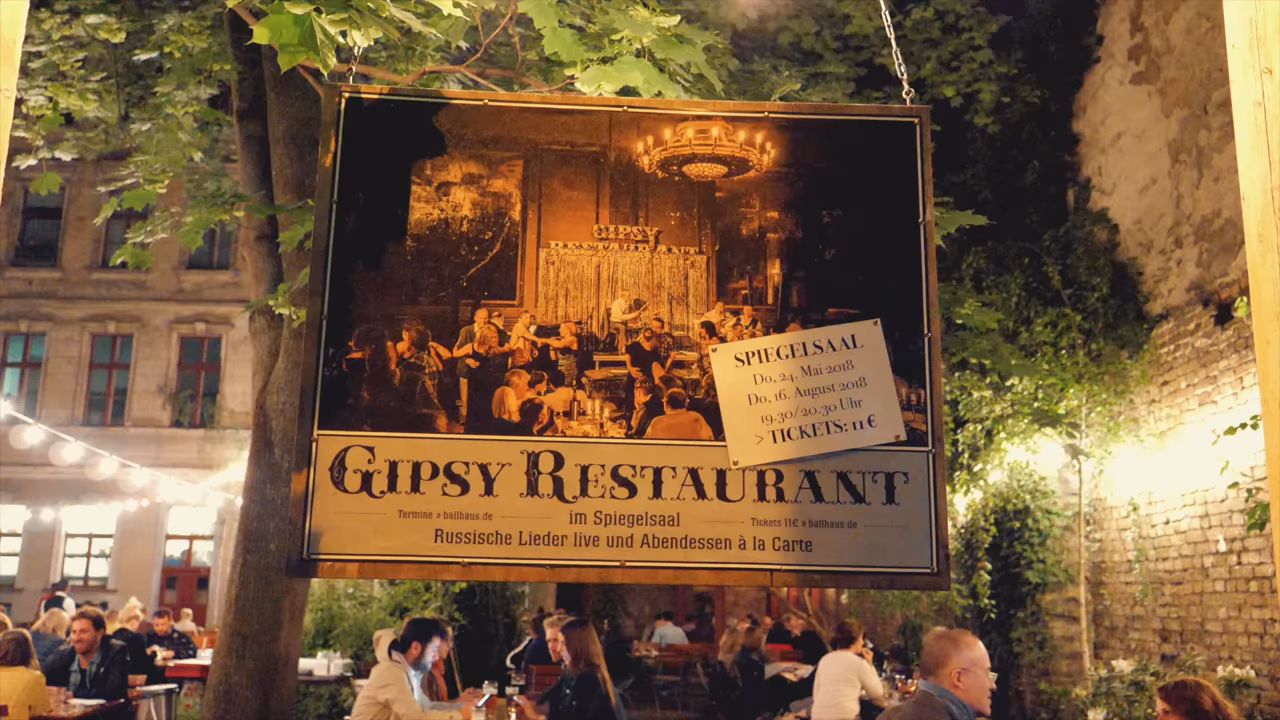 GIPSY
RESTAURANT
SPIEGELSAAL
Do, 24. Mai 2018
Do, 16. August 2018
19.30/20.30 Uhr
> TICKETS: 11 €
GIPSY RESTAURANT
Termine » ballhaus.de
im Spiegelsaal
Tickets 11€ » ballhaus.de
Russische Lieder live und Abendessen à la Carte